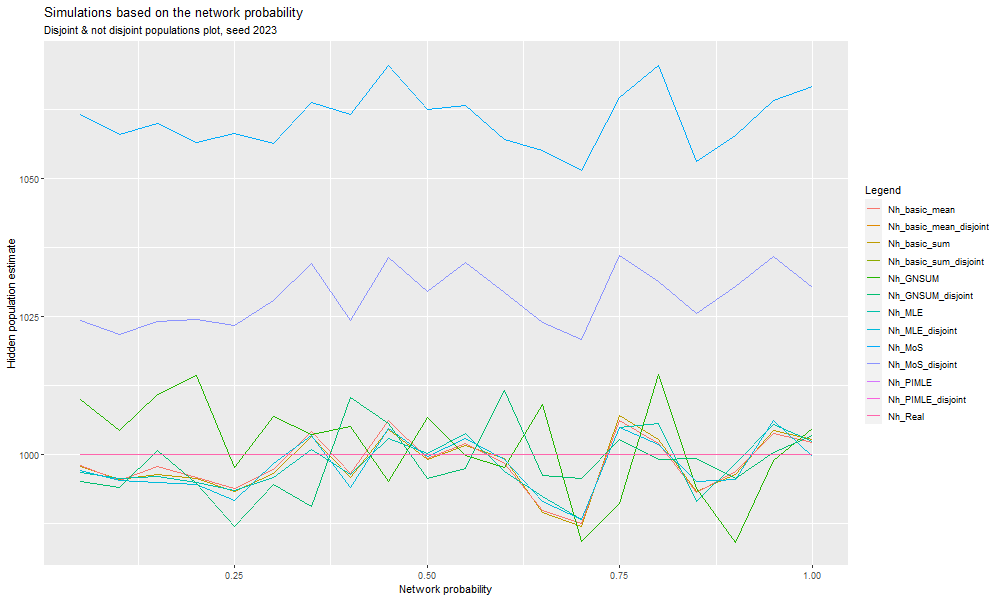 Simulations based on the network probability
Disjoint & not disjoint populations plot, seed 2023
Hidden population estimate
1050
1025
1000
0.25
0.50
0.75
1.00
Network probability
Legend
Nh_basic_mean
Nh_basic_mean_disjoint
Nh_basic_sum
Nh_basic_sum_disjoint
Nh_GNSUM
Nh_GNSUM_disjoint
Nh_MLE
Nh_MLE_disjoint
Nh_MoS
Nh_MoS_disjoint
Nh_PIMLE
Nh_PIMLE_disjoint
Nh_Real